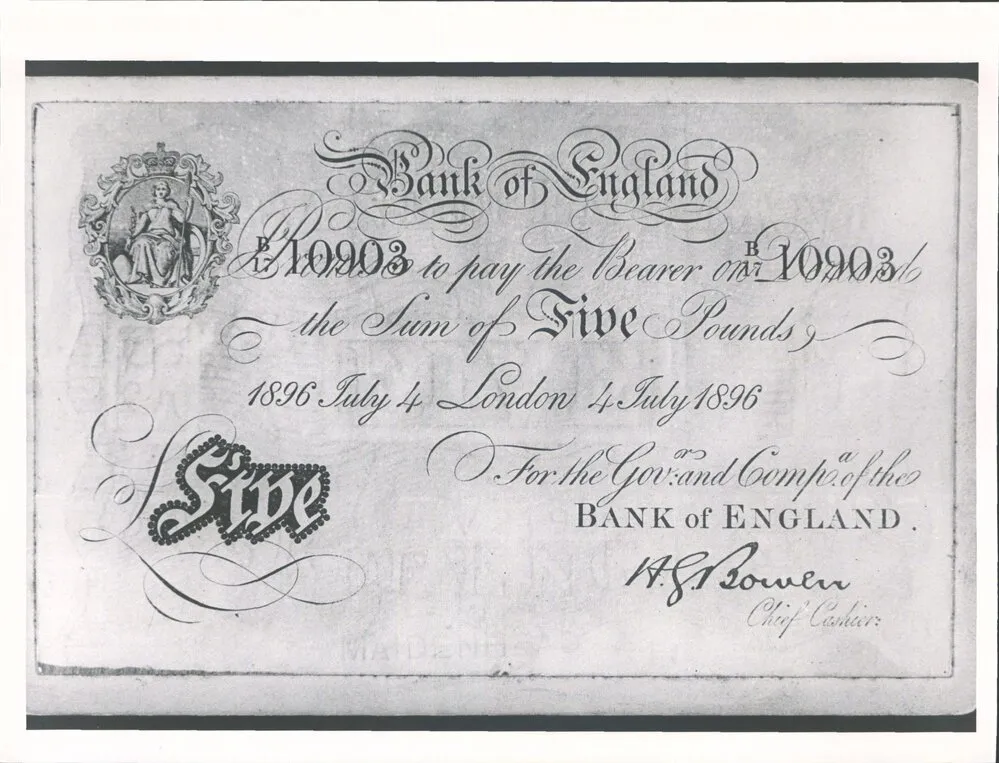 Bank of England
B/17 10903 I Promise to pay the Bearer on Demand B/17 10903
the Sum of Five Pounds,
1896 July 4 London 4 July 1896
£Five
For the Govr. and Compa. of the
BANK of ENGLAND.
H.G. Bowen
Chief Cashier.